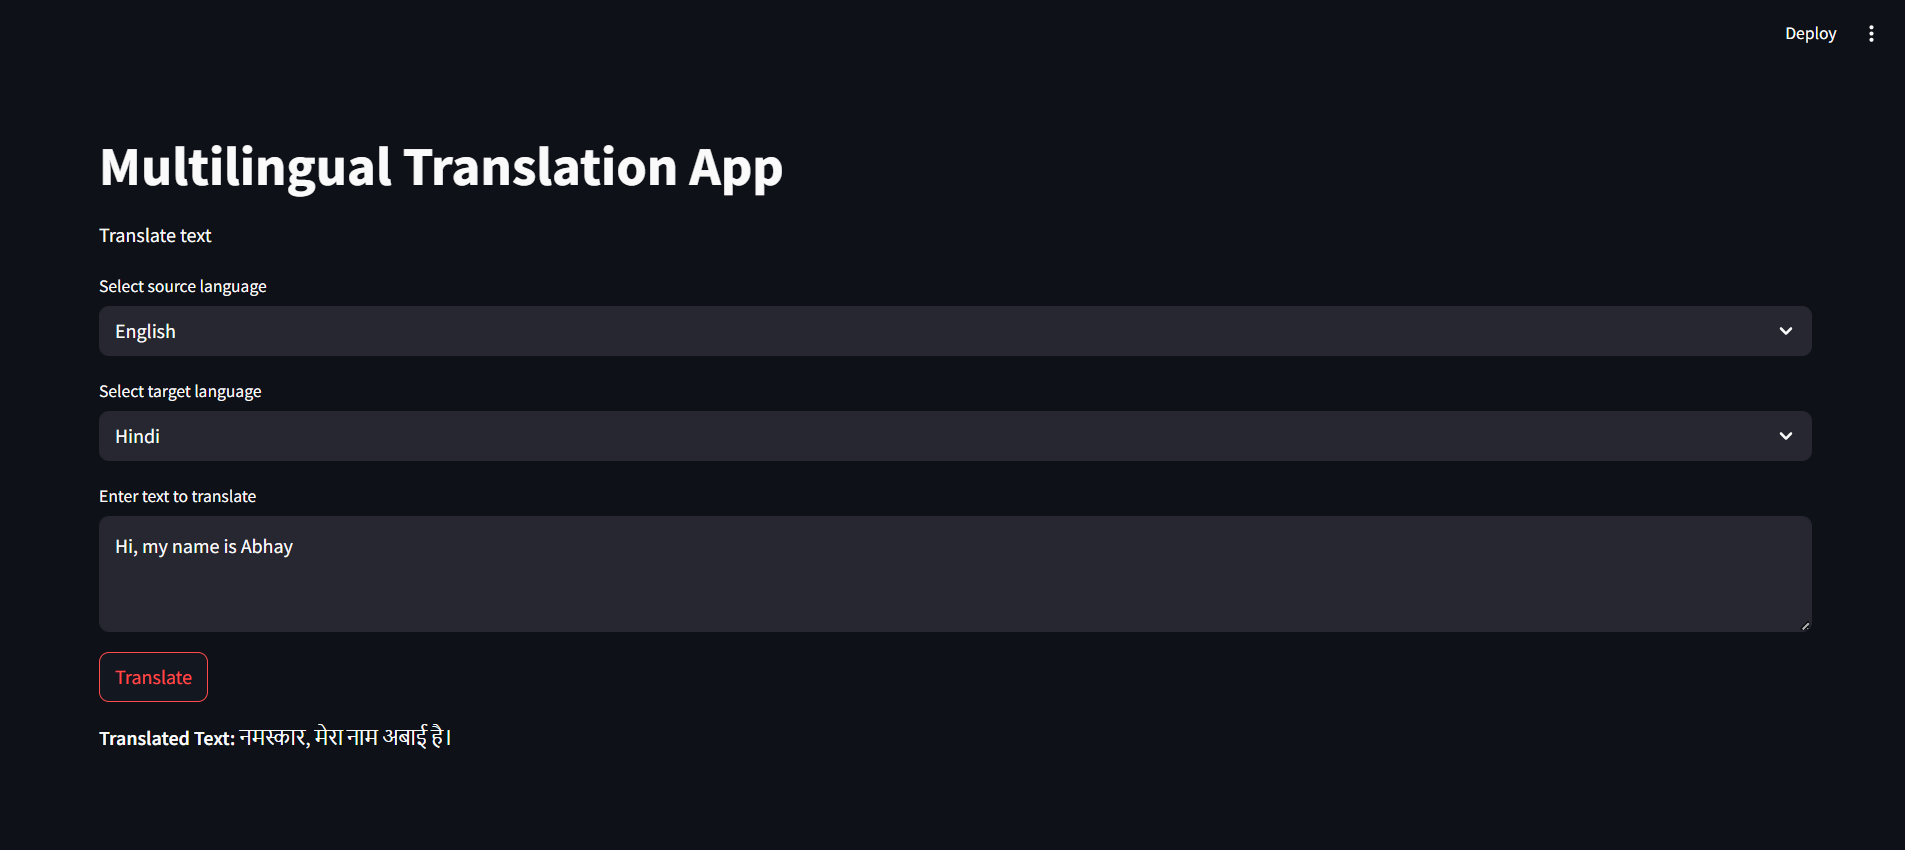 Deploy
Multilingual Translation App
Translate text
Select source language
English
Select target language
Hindi
Enter text to translate
Hi, my name is Abhay
Translate
Translated Text: नमस्कार, मेरा नाम अबाई है।